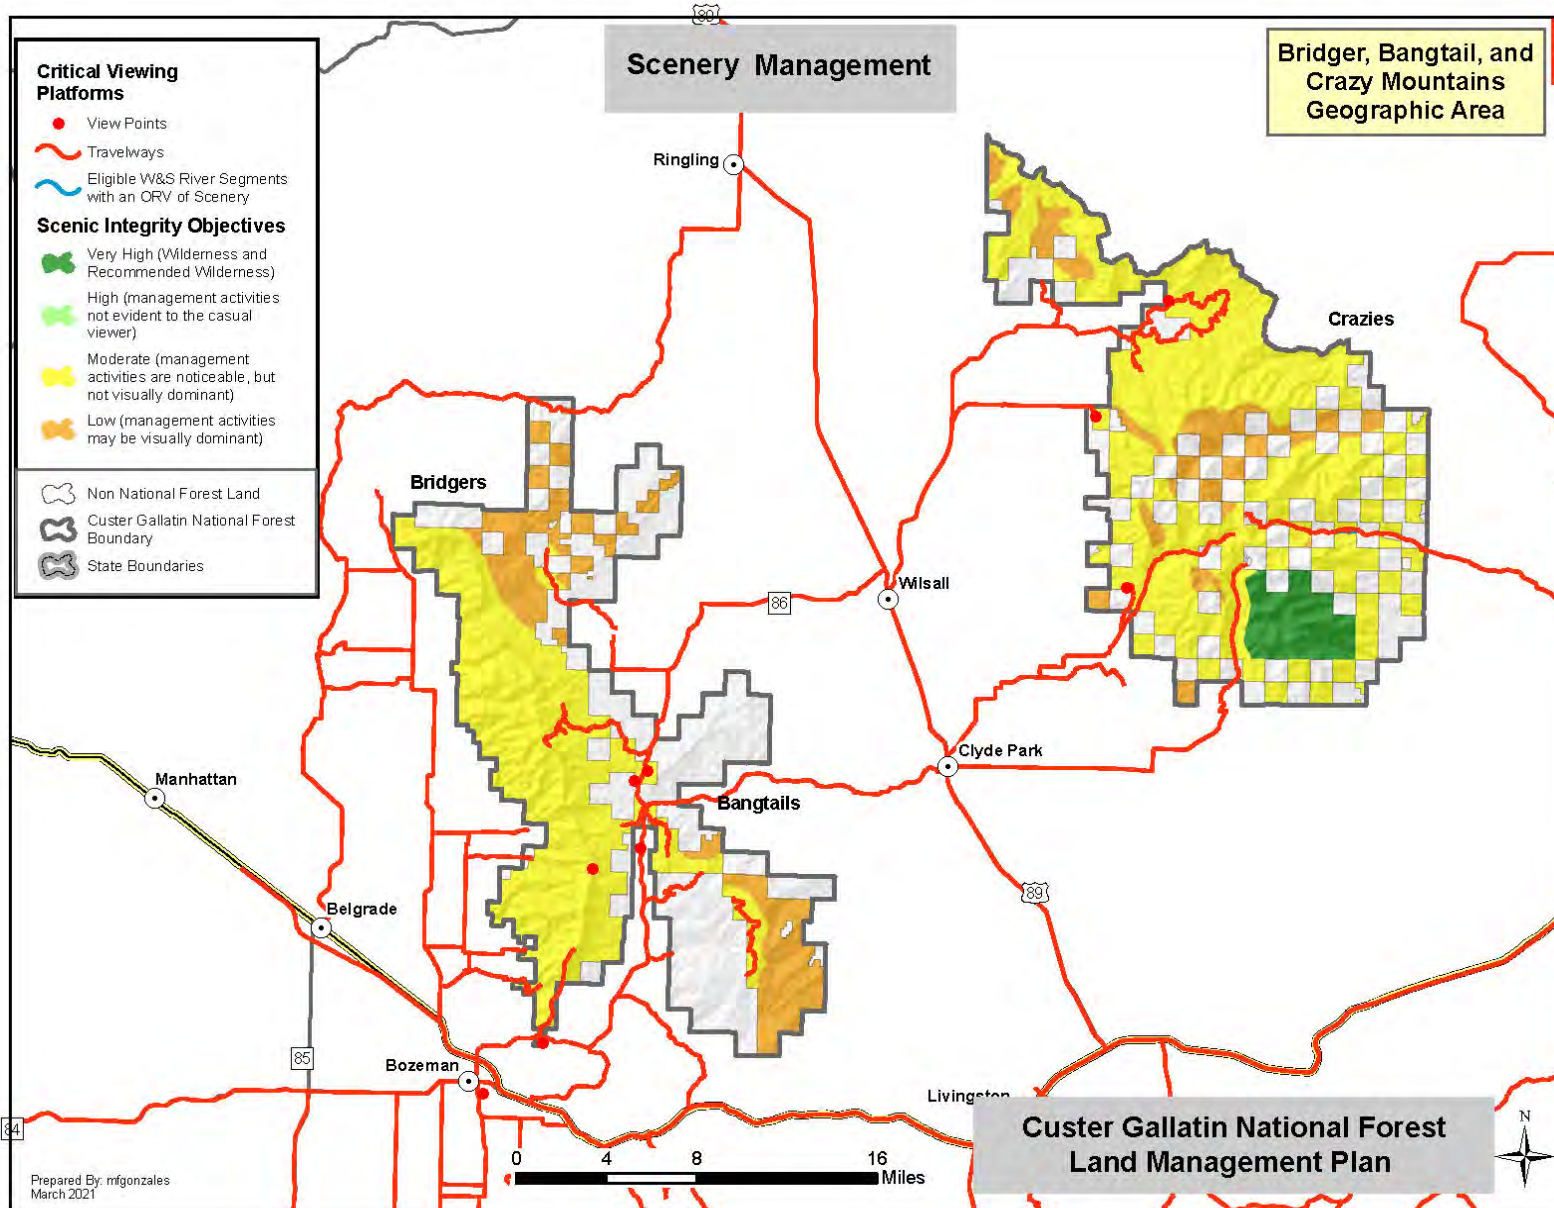 80
Scenery Management
Bridger, Bangtail, and
Crazy Mountains
Geographic Area
Critical Viewing
Platforms
View Points
Travelways
Eligible W&S River Segments
with an ORV of Scenery
Scenic Integrity Objectives
Very High (Wilderness and
Recommended Wilderness)
High (management activities
not evident to the casual
viewer)
Moderate (management
activities are noticeable, but
not visually dominant)
Low (management activities
may be visually dominant)
Non National Forest Land
Custer Gallatin National Forest
Boundary
State Boundaries
Ringling
Crazies
Bridgers
86
Wilsall
Clyde Park
Manhattan
Bangtails
89
Belgrade
85
Bozeman
Livingston
84
0 4 8 16
Miles
Custer Gallatin National Forest
Land Management Plan
N
Prepared By: mfgonzales
March 2021